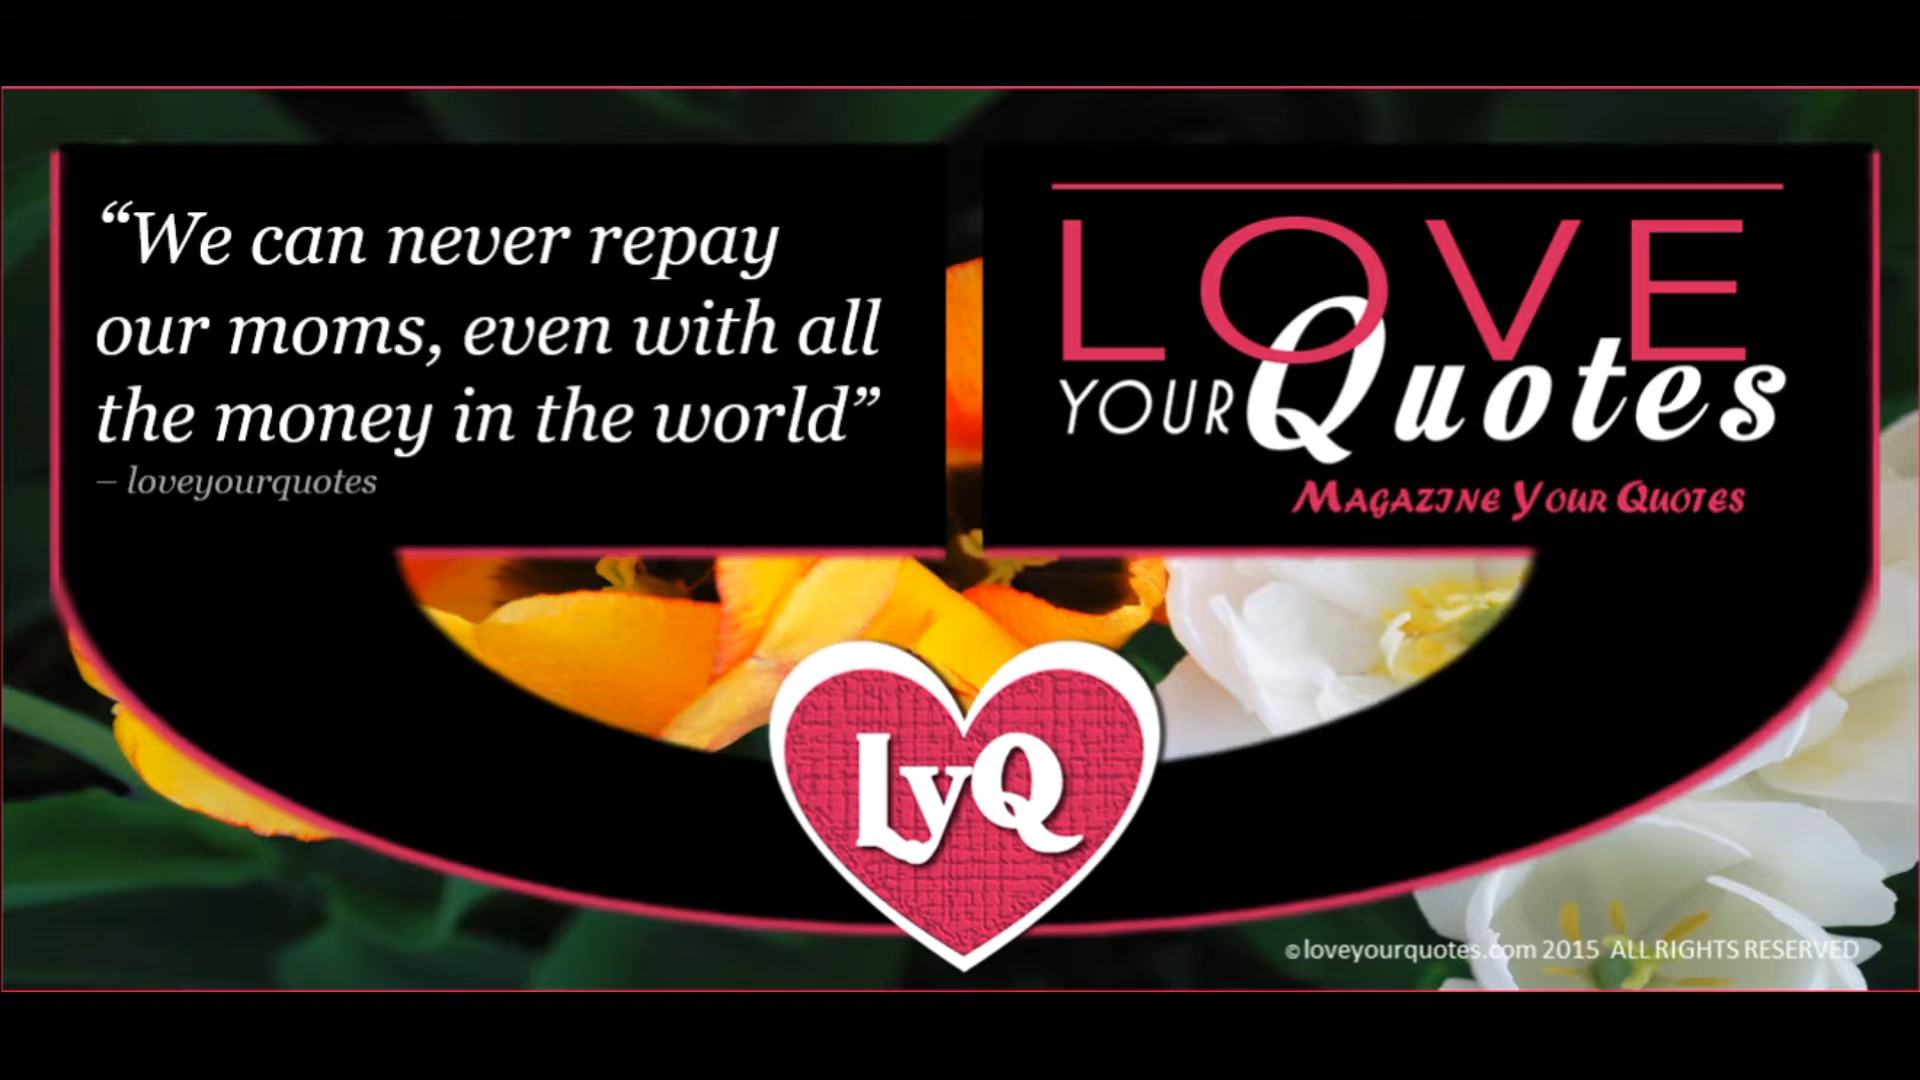 “We can never repay
our moms, even with all
the money in the world”
– loveyourquotes
LOVE
YOUR Quotes
Magazine Your Quotes
LyQ
©loveyourquotes.com 2015 ALL RIGHTS RESERVED